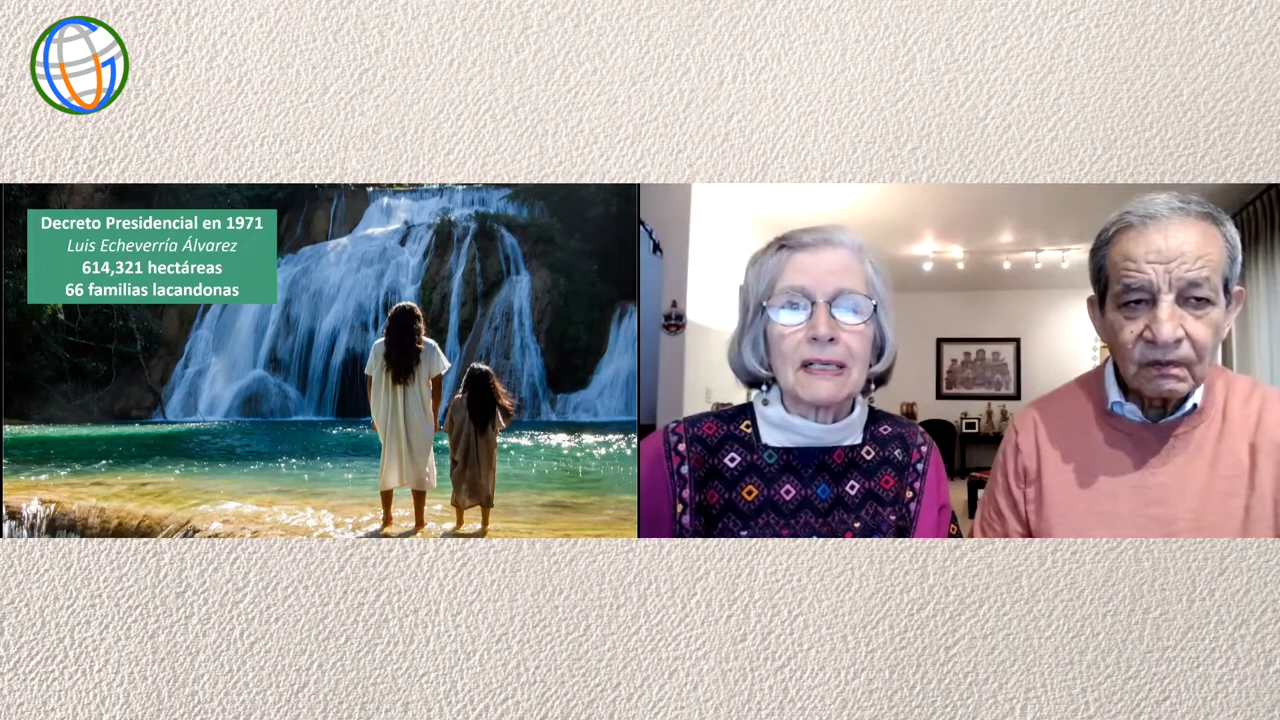 Decreto Presidencial en 1971
Luis Echeverría Álvarez
614,321 hectáreas
66 familias lacandonas